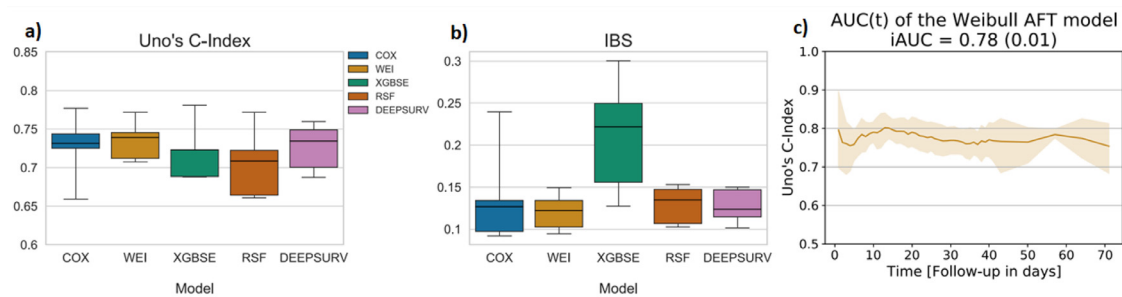 a)
Uno's C-Index
0.85
0.8
0.75
0.7
0.65
0.6
COX
WEI
XGBSE
RSF
DEEPSURV
Model
COX
WEI
XGBSE
RSF
DEEPSURV
b)
IBS
0.3
0.25
0.2
0.15
0.1
COX
WEI
XGBSE
RSF
DEEPSURV
Model
c)
AUC(t) of the Weibull AFT model
iAUC = 0.78 (0.01)
Uno's C-Index
1.0
0.9
0.8
0.7
0.6
0.5
0 10 20 30 40 50 60 70
Time [Follow-up in days]